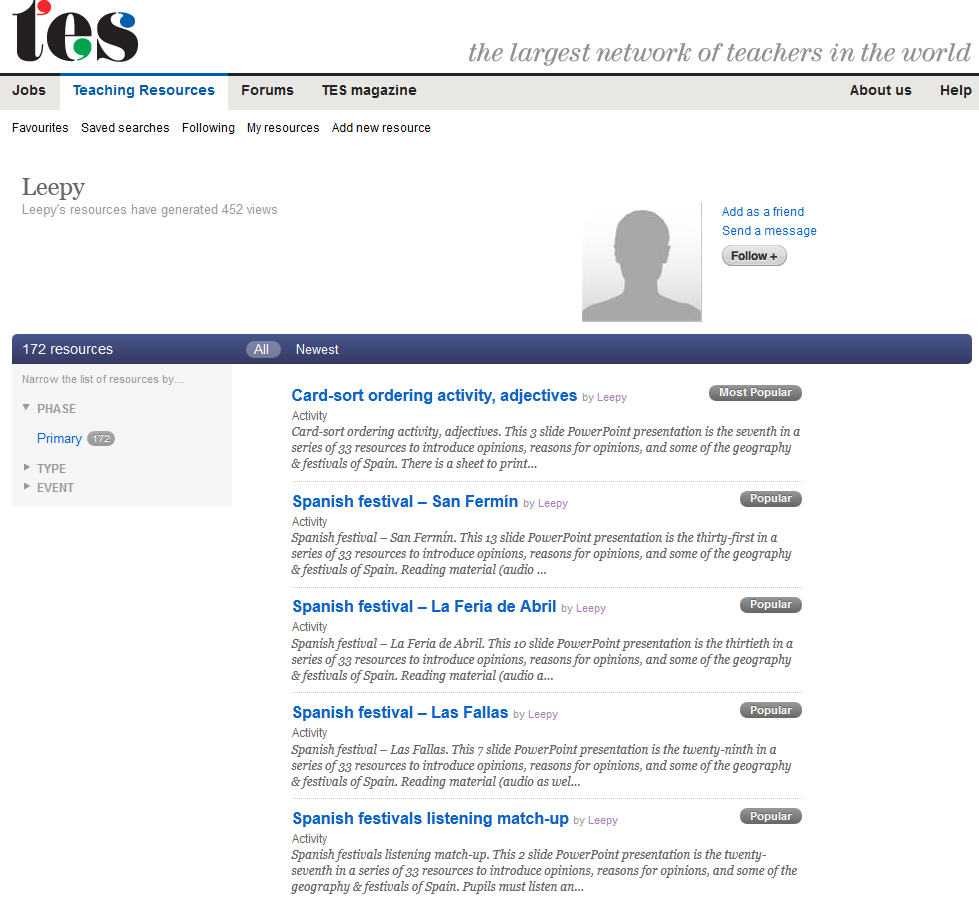 tes
the largest network of teachers in the world
Jobs Teaching Resources Forums TES magazine About us Help
Favourites Saved searches Following My resources Add new resource
Leepy
Leepy's resources have generated 452 views
Add as a friend
Send a message
Follow +
172 resources All Newest
Narrow the list of resources by...
PHASE
Primary 172
TYPE
EVENT
Card-sort ordering activity, adjectives by Leepy Most Popular
Activity
Card-sort ordering activity, adjectives. This 3 slide PowerPoint presentation is the seventh in a
series of 33 resources to introduce opinions, reasons for opinions, and some of the geography
& festivals of Spain. There is a sheet to print...
Spanish festival – San Fermín by Leepy Popular
Activity
Spanish festival – San Fermín. This 13 slide PowerPoint presentation is the thirty-first in a
series of 33 resources to introduce opinions, reasons for opinions, and some of the geography
& festivals of Spain. Reading material (audio ...
Spanish festival – La Feria de Abril by Leepy Popular
Activity
Spanish festival – La Feria de Abril. This 10 slide PowerPoint presentation is the thirtieth in a
series of 33 resources to introduce opinions, reasons for opinions, and some of the geography
& festivals of Spain. Reading material (audio a...
Spanish festival – Las Fallas by Leepy Popular
Activity
Spanish festival – Las Fallas. This 7 slide PowerPoint presentation is the twenty-ninth in a
series of 33 resources to introduce opinions, reasons for opinions, and some of the geography
& festivals of Spain. Reading material (audio as wel...
Spanish festivals listening match-up by Leepy Popular
Activity
Spanish festivals listening match-up. This 2 slide PowerPoint presentation is the twenty-
seventh in a series of 33 resources to introduce opinions, reasons for opinions, and some of the
geography & festivals of Spain. Pupils must listen an...